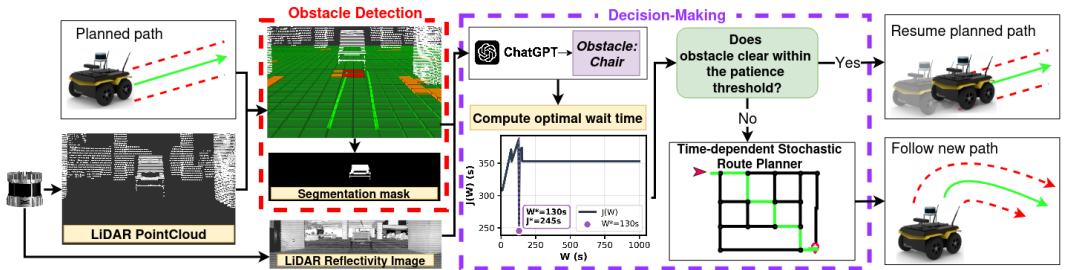 Planned path
LiDAR PointCloud
Obstacle Detection
Segmentation mask
LiDAR Reflectivity Image
Decision-Making
ChatGPT
Obstacle:
Chair
Compute optimal wait time
J(W) (s)
350
300
250
W*=130s
J*=245s
J(W)
W*=130s
0
250
500
750
1000
W (s)
Does
obstacle clear within
the patience
threshold?
Yes
No
Time-dependent Stochastic
Route Planner
Resume planned path
Follow new path